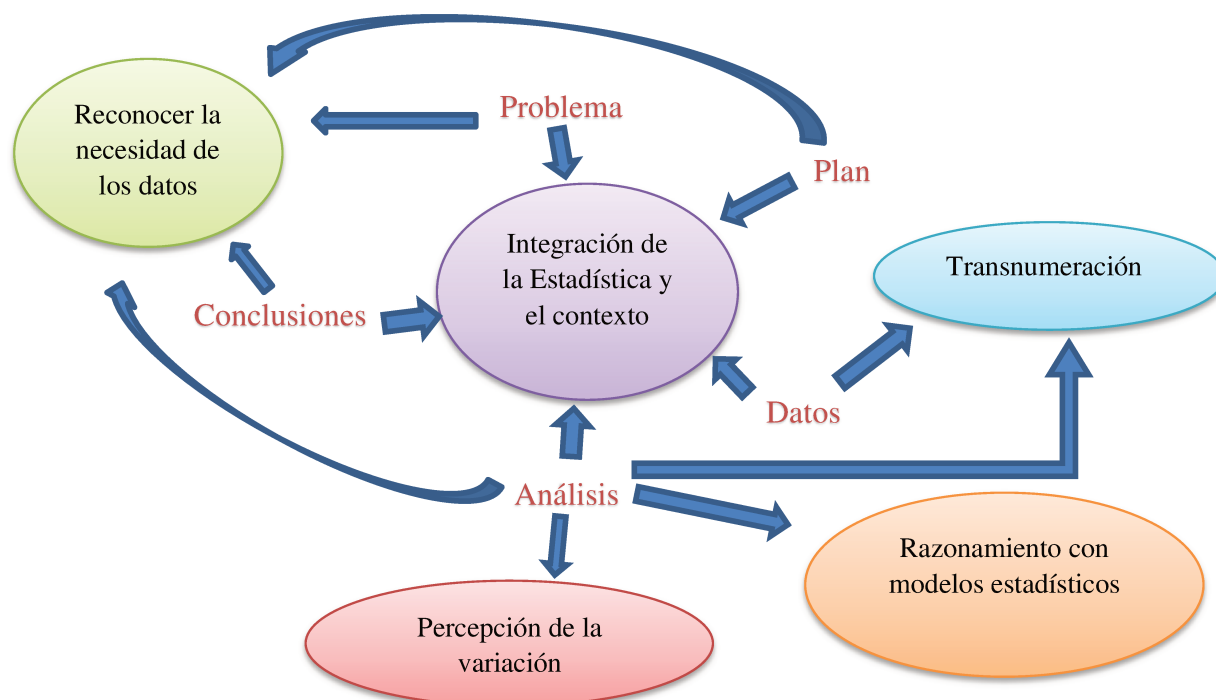 Reconocer la
necesidad de
los datos
Problema
Plan
Integración de
la Estadística y
el contexto
Transnumeración
Conclusiones
Datos
Análisis
Razonamiento con
modelos estadísticos
Percepción de la
variación